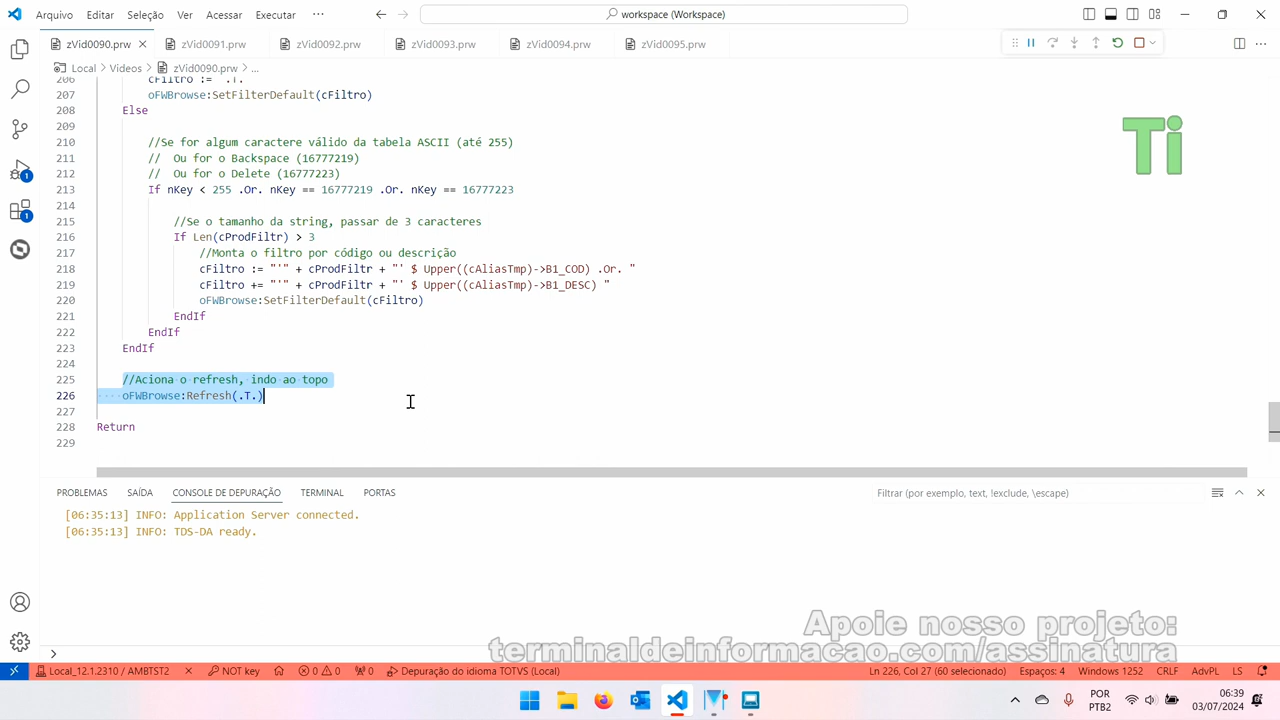 Arquivo Editar Seleção Ver Acessar Executar ··· workspace (Workspace)
zVid0090.prw zVid0091.prw zVid0092.prw zVid0093.prw zVid0094.prw zVid0095.prw
Local > Videos > zVid0090.prw > ...
206 cFiltro := ".T."
207 oFWBrowse:SetFilterDefault(cFiltro)
208 Else
209
210 //Se for algum caractere válido da tabela ASCII (até 255)
211 // Ou for o Backspace (16777219)
212 // Ou for o Delete (16777223)
213 If nKey < 255 .Or. nKey == 16777219 .Or. nKey == 16777223
214
215 //Se o tamanho da string, passar de 3 caracteres
216 If Len(cProdFiltr) > 3
217 //Monta o filtro por código ou descrição
218 cFiltro := "'" + cProdFiltr + "' $ Upper((cAliasTmp)->B1_COD) .Or. "
219 cFiltro += "'" + cProdFiltr + "' $ Upper((cAliasTmp)->B1_DESC) "
220 oFWBrowse:SetFilterDefault(cFiltro)
221 EndIf
222 EndIf
223 EndIf
224
225 //Aciona o refresh, indo ao topo
226 oFWBrowse:Refresh(.T.)
227
228 Return
229
Ti
PROBLEMAS SAÍDA CONSOLE DE DEPURAÇÃO TERMINAL PORTAS Filtrar (por exemplo, text, !exclude, \escape)
[06:35:13] INFO: Application Server connected.
[06:35:13] INFO: TDS-DA ready.
Apoie nosso projeto:
terminaldeinformacao.com/assinatura
Local_12.1.2310 / AMBTST2 NOT key 0 0 0 Depuração do idioma TOTVS (Local) Ln 226, Col 27 (60 selecionado) Espaços: 4 Windows 1252 CRLF AdvPL LS
POR
PTB2
06:39
03/07/2024